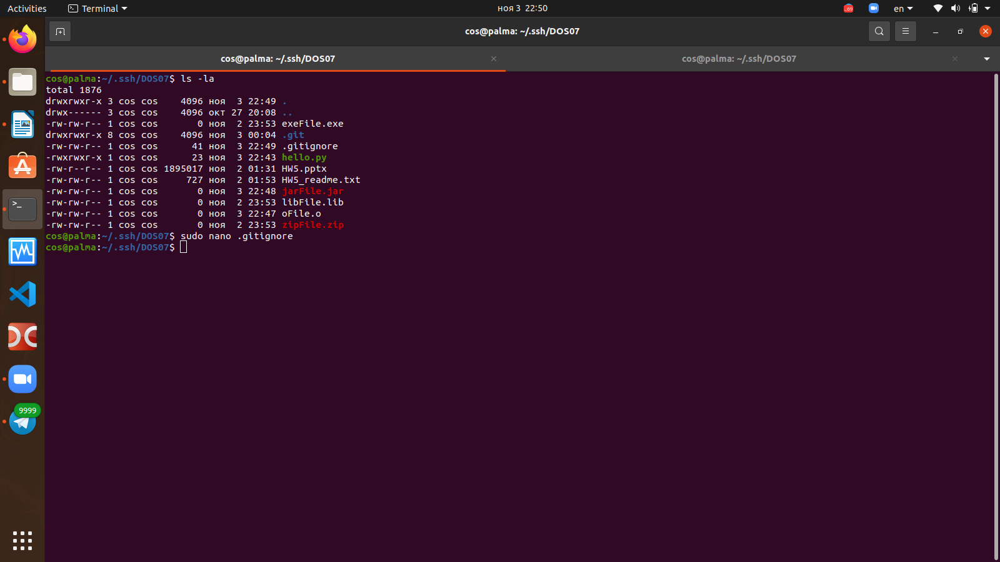 Activities Terminal ноя 3 22:50 en
cos@palma: ~/.ssh/DOS07
cos@palma: ~/.ssh/DOS07 cos@palma: ~/.ssh/DOS07
cos@palma:~/.ssh/DOS07$ ls -la
total 1876
drwxrwxr-x 3 cos cos    4096 ноя  3 22:49 .
drwx------ 3 cos cos    4096 окт 27 20:08 ..
-rw-rw-r-- 1 cos cos       0 ноя  2 23:53 exeFile.exe
drwxrwxr-x 8 cos cos    4096 ноя  3 00:04 .git
-rw-rw-r-- 1 cos cos      41 ноя  3 22:49 .gitignore
-rwxrwxr-x 1 cos cos      23 ноя  3 22:43 hello.py
-rw-r--r-- 1 cos cos 1895017 ноя  2 01:31 HW5.pptx
-rw-rw-r-- 1 cos cos     727 ноя  2 01:53 HW5_readme.txt
-rw-rw-r-- 1 cos cos       0 ноя  3 22:48 jarFile.jar
-rw-rw-r-- 1 cos cos       0 ноя  2 23:53 libFile.lib
-rw-rw-r-- 1 cos cos       0 ноя  3 22:47 oFile.o
-rw-rw-r-- 1 cos cos       0 ноя  2 23:53 zipFile.zip
cos@palma:~/.ssh/DOS07$ sudo nano .gitignore
cos@palma:~/.ssh/DOS07$
9999